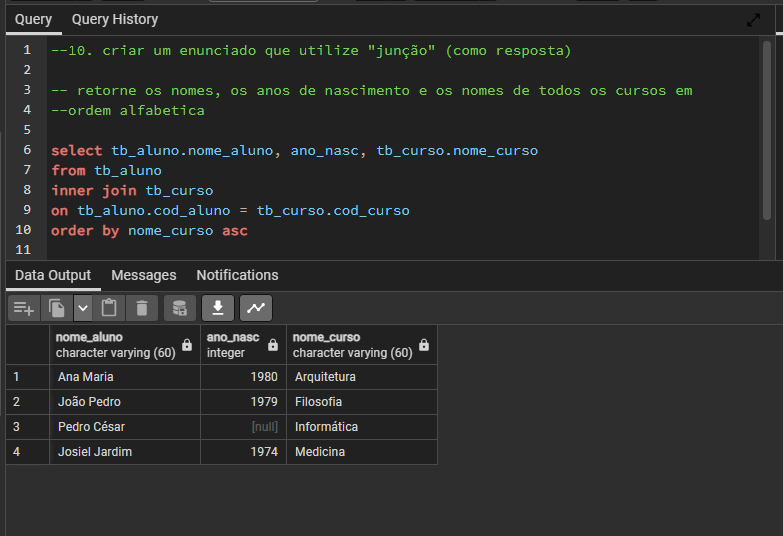 Query Query History
1 --10. criar um enunciado que utilize "junção" (como resposta)
2
3 -- retorne os nomes, os anos de nascimento e os nomes de todos os cursos em
4 --ordem alfabetica
5
6 select tb_aluno.nome_aluno, ano_nasc, tb_curso.nome_curso
7 from tb_aluno
8 inner join tb_curso
9 on tb_aluno.cod_aluno = tb_curso.cod_curso
10 order by nome_curso asc
11
Data Output Messages Notifications
nome_aluno ano_nasc nome_curso
character varying (60) integer character varying (60)
1 Ana Maria 1980 Arquitetura
2 João Pedro 1979 Filosofia
3 Pedro César [null] Informática
4 Josiel Jardim 1974 Medicina